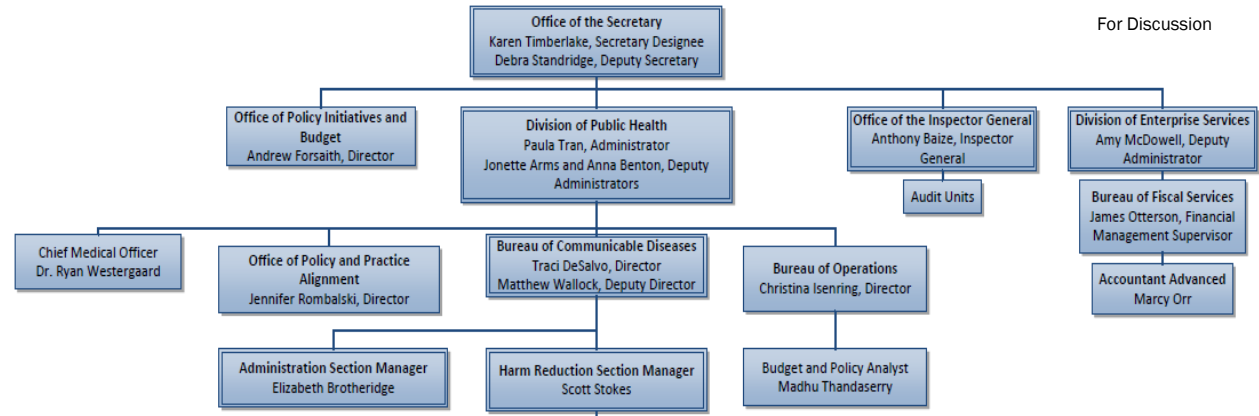 For Discussion
Office of the Secretary
Karen Timberlake, Secretary Designee
Debra Standridge, Deputy Secretary
Office of Policy Initiatives and
Budget
Andrew Forsaith, Director
Division of Public Health
Paula Tran, Administrator
Jonette Arms and Anna Benton, Deputy
Administrators
Office of the Inspector General
Anthony Baize, Inspector
General
Audit Units
Division of Enterprise Services
Amy McDowell, Deputy
Administrator
Bureau of Fiscal Services
James Otterson, Financial
Management Supervisor
Accountant Advanced
Marcy Orr
Chief Medical Officer
Dr. Ryan Westergaard
Office of Policy and Practice
Alignment
Jennifer Rombalski, Director
Bureau of Communicable Diseases
Traci DeSalvo, Director
Matthew Wallock, Deputy Director
Bureau of Operations
Christina Isenring, Director
Administration Section Manager
Elizabeth Brotheridge
Harm Reduction Section Manager
Scott Stokes
Budget and Policy Analyst
Madhu Thandaserry